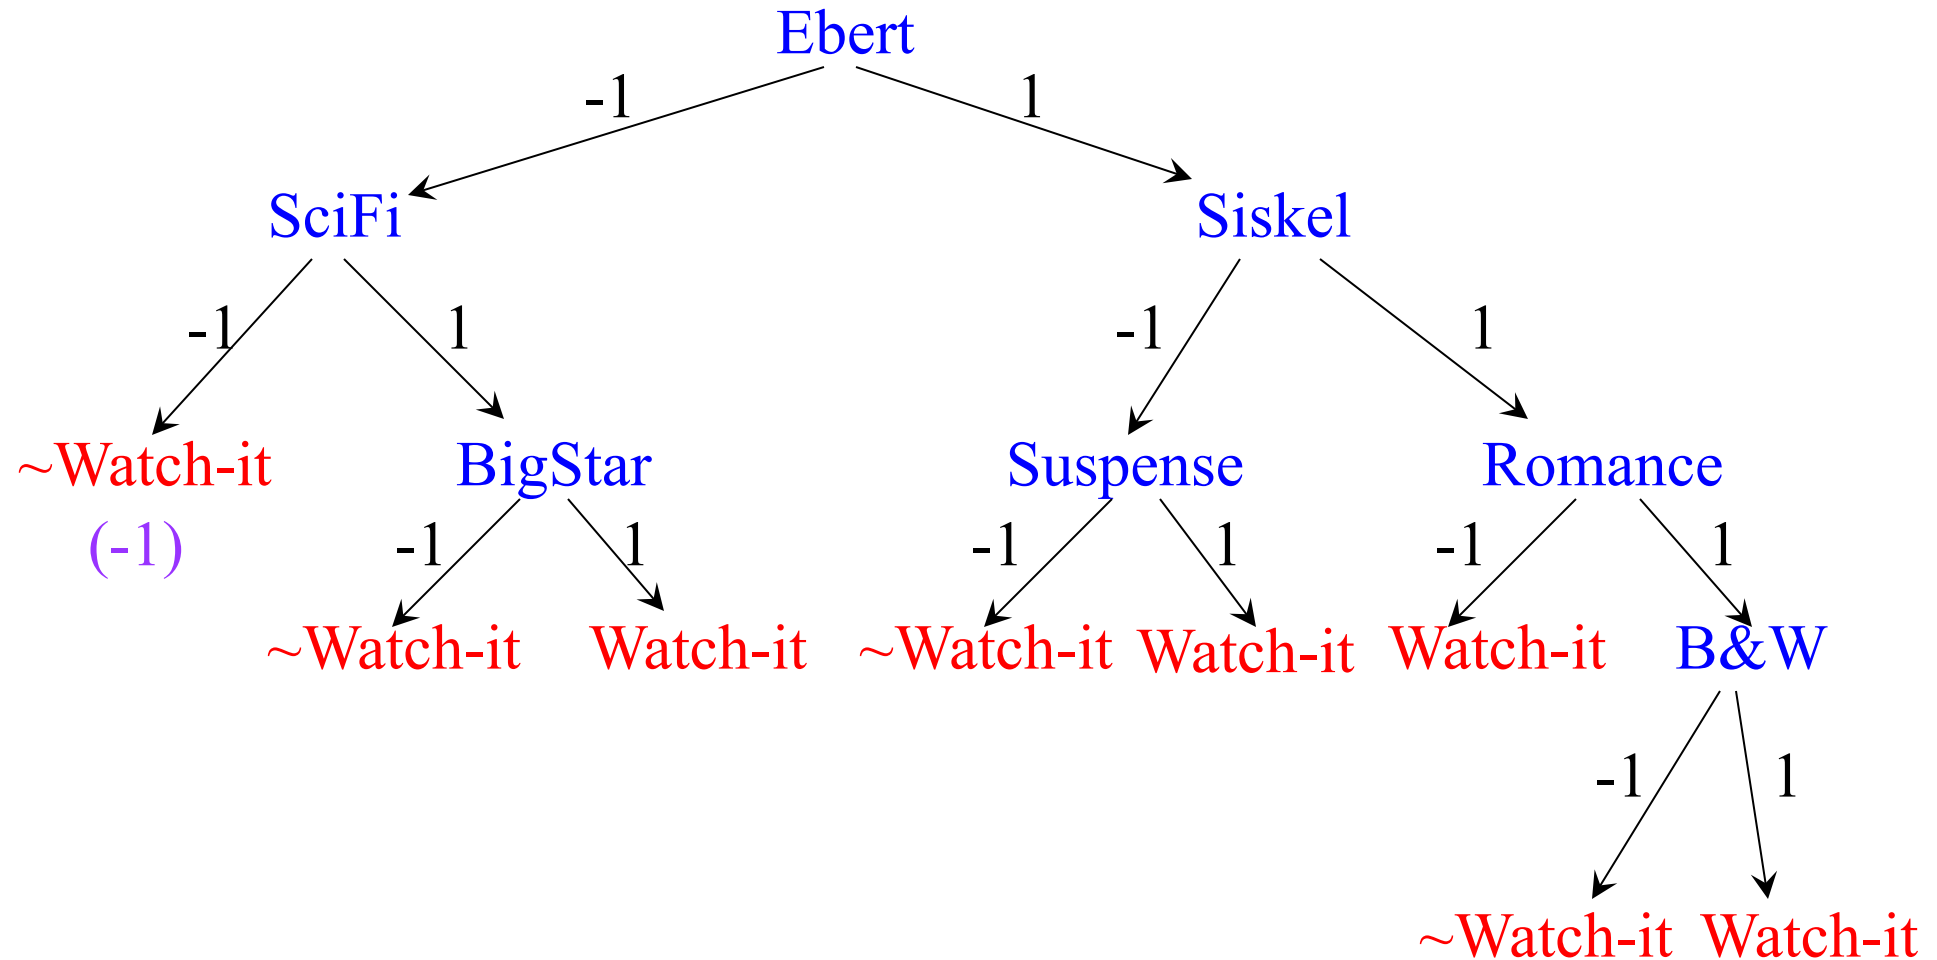 Ebert
-1 1
SciFi Siskel
-1 1 -1 1
~Watch-it BigStar Suspense Romance
(-1) -1 1 -1 1 -1 1
~Watch-it Watch-it ~Watch-it Watch-it Watch-it B&W
-1 1
~Watch-it Watch-it